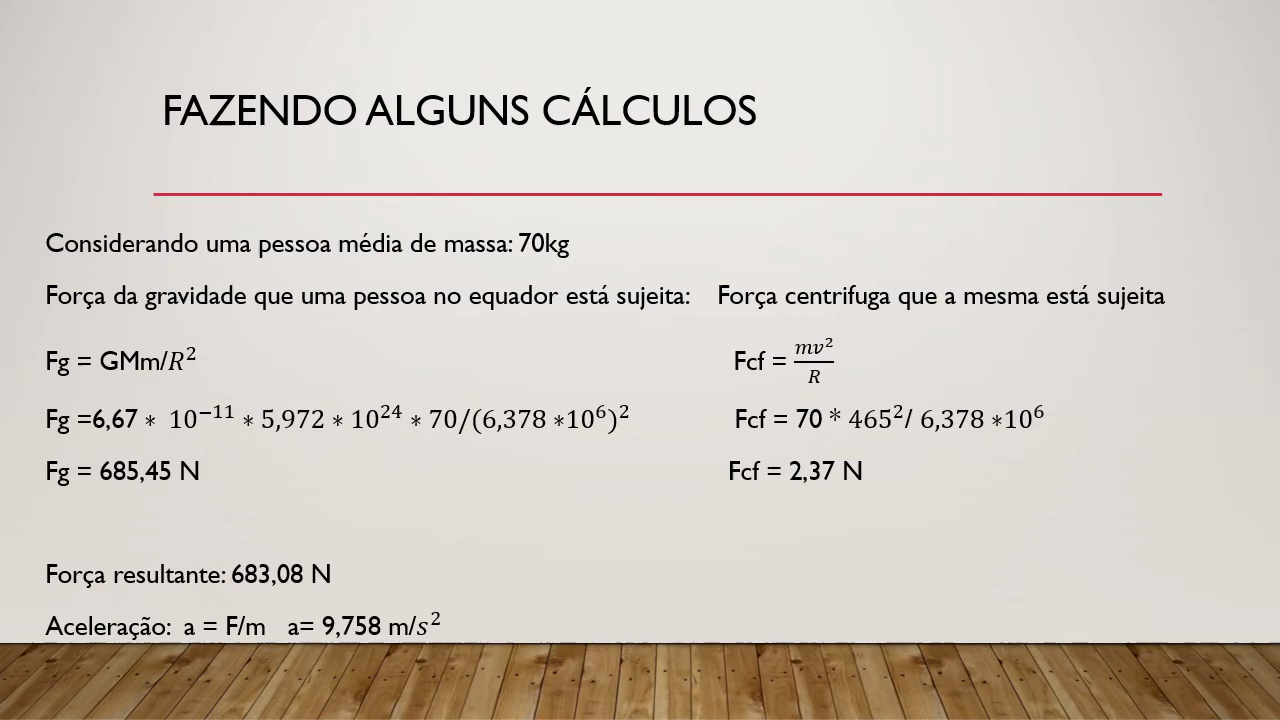 FAZENDO ALGUNS CÁLCULOS
Considerando uma pessoa média de massa: 70kg
Força da gravidade que uma pessoa no equador está sujeita: Força centrifuga que a mesma está sujeita
Fg = GMm/R² Fcf = mv²/R
Fg =6,67 * 10⁻¹¹ * 5,972 * 10²⁴ * 70/(6,378 *10⁶)² Fcf = 70 * 465²/ 6,378 *10⁶
Fg = 685,45 N Fcf = 2,37 N
Força resultante: 683,08 N
Aceleração: a = F/m a= 9,758 m/s²